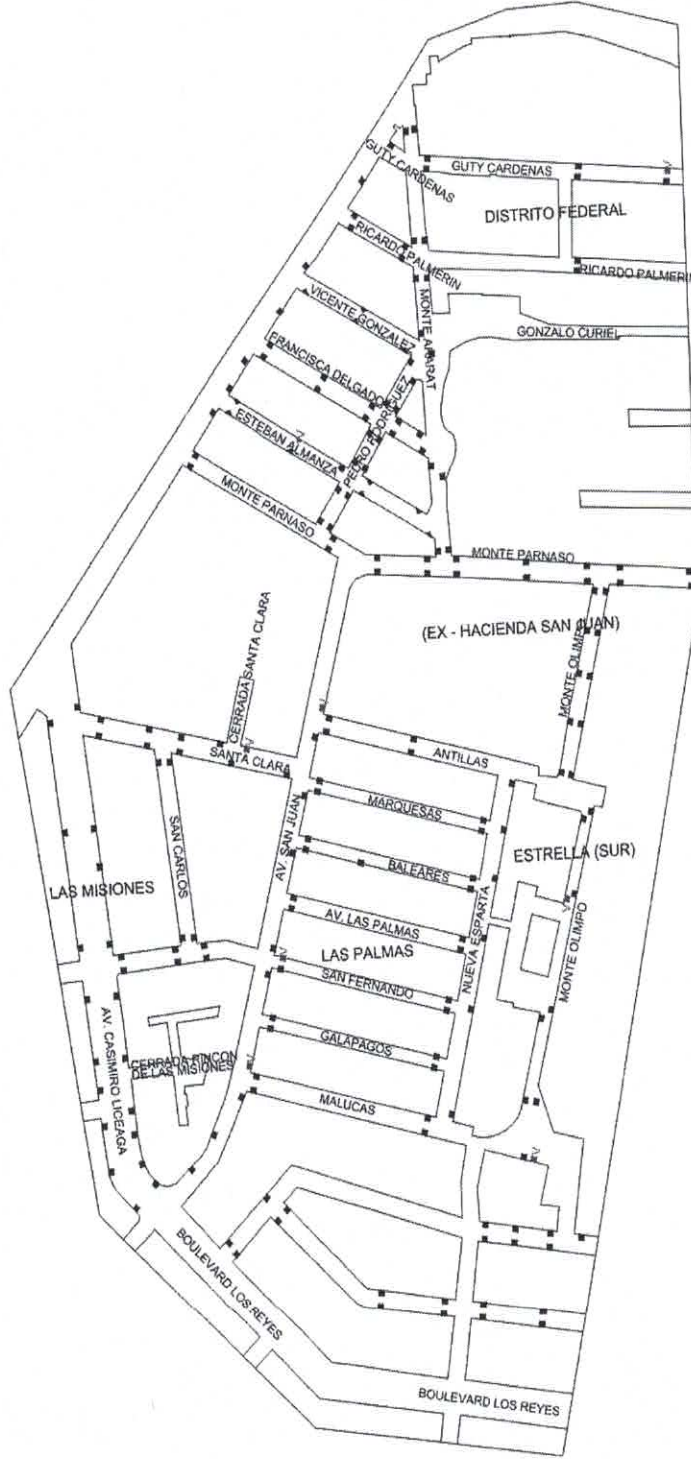 GUTY CARDENAS
GUTY CARDENAS
DISTRITO FEDERAL
RICARDO PALMERIN
RICARDO PALMERIN
VICENTE GONZALEZ
MONTE ARARAT
GONZALO CURIEL
FRANCISCA DELGADO
PEDRO RODRIGUEZ
ESTEBAN ALMANZA
MONTE PARNASO
MONTE PARNASO
CERRADA SANTA CLARA
(EX - HACIENDA SAN JUAN)
MONTE OLIMPO
SANTA CLARA
ANTILLAS
AV. SAN JUAN
MARQUESAS
SAN CARLOS
ESTRELLA (SUR)
BALEARES
LAS MISIONES
AV. LAS PALMAS
LAS PALMAS
NUEVA ESPARTA
MONTE OLIMPO
SAN FERNANDO
AV. CASIMIRO LICEAGA
GALAPAGOS
CERRADA RINCON
DE LAS MISIONES
MALUCAS
BOULEVARD LOS REYES
BOULEVARD LOS REYES